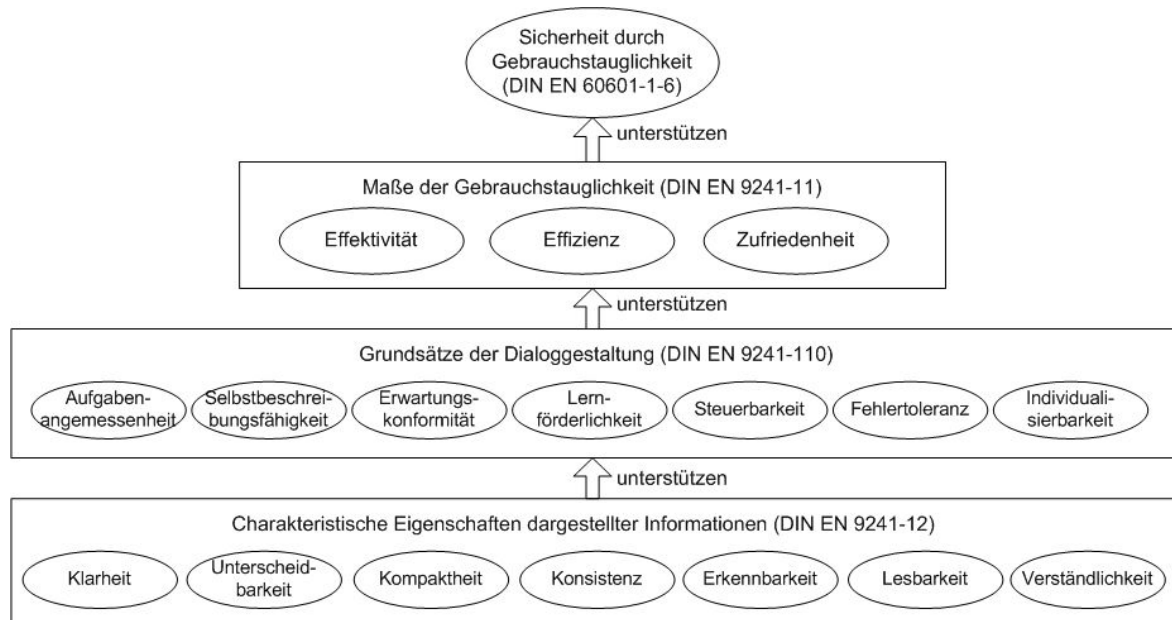 Sicherheit durch
Gebrauchstauglichkeit
(DIN EN 60601-1-6)
unterstützen
Maße der Gebrauchstauglichkeit (DIN EN 9241-11)
Effektivität
Effizienz
Zufriedenheit
unterstützen
Grundsätze der Dialoggestaltung (DIN EN 9241-110)
Aufgaben-
angemessenheit
Selbstbeschrei-
bungsfähigkeit
Erwartungs-
konformität
Lern-
förderlichkeit
Steuerbarkeit
Fehlertoleranz
Individuali-
sierbarkeit
unterstützen
Charakteristische Eigenschaften dargestellter Informationen (DIN EN 9241-12)
Klarheit
Unterscheid-
barkeit
Kompaktheit
Konsistenz
Erkennbarkeit
Lesbarkeit
Verständlichkeit